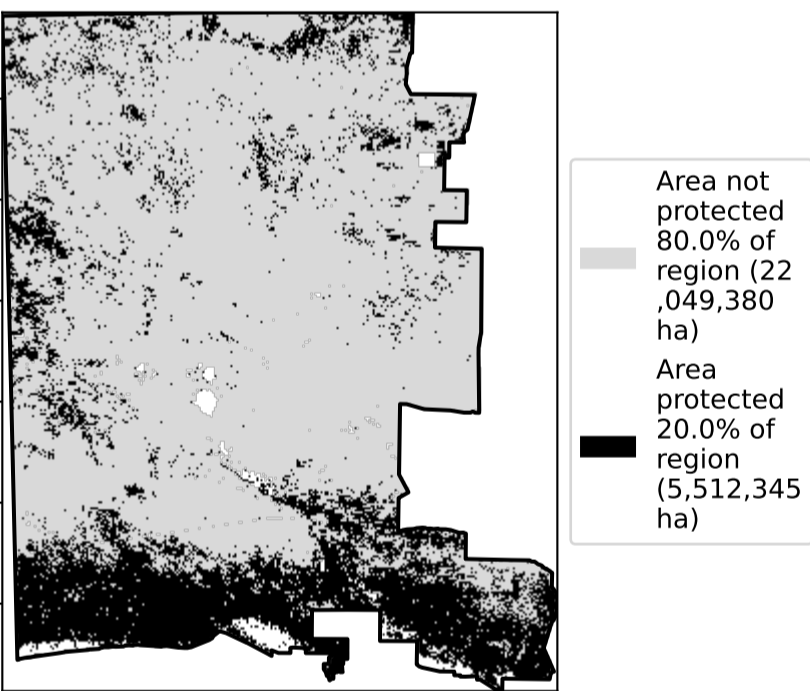 Area not
protected
80.0% of
region (22
,049,380
ha)
Area
protected
20.0% of
region
(5,512,345
ha)